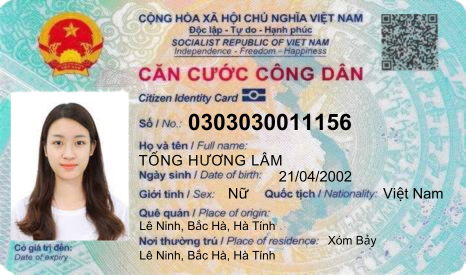 CỘNG HÒA XÃ HỘI CHỦ NGHĨA VIỆT NAM
Độc lập - Tự do - Hạnh phúc
SOCIALIST REPUBLIC OF VIET NAM
Independence - Freedom - Happiness
CĂN CƯỚC CÔNG DÂN
Citizen Identity Card
Số / No.: 0303030011156
Họ và tên / Full name:
TỐNG HƯƠNG LÂM
Ngày sinh / Date of birth: 21/04/2002
Giới tính / Sex: Nữ Quốc tịch / Nationality: Việt Nam
Quê quán / Place of origin:
Lê Ninh, Bắc Hà, Hà Tính
Nơi thường trú / Place of residence: Xóm Bảy
Lê Ninh, Bắc Hà, Hà Tính
Có giá trị đến:
Date of expiry